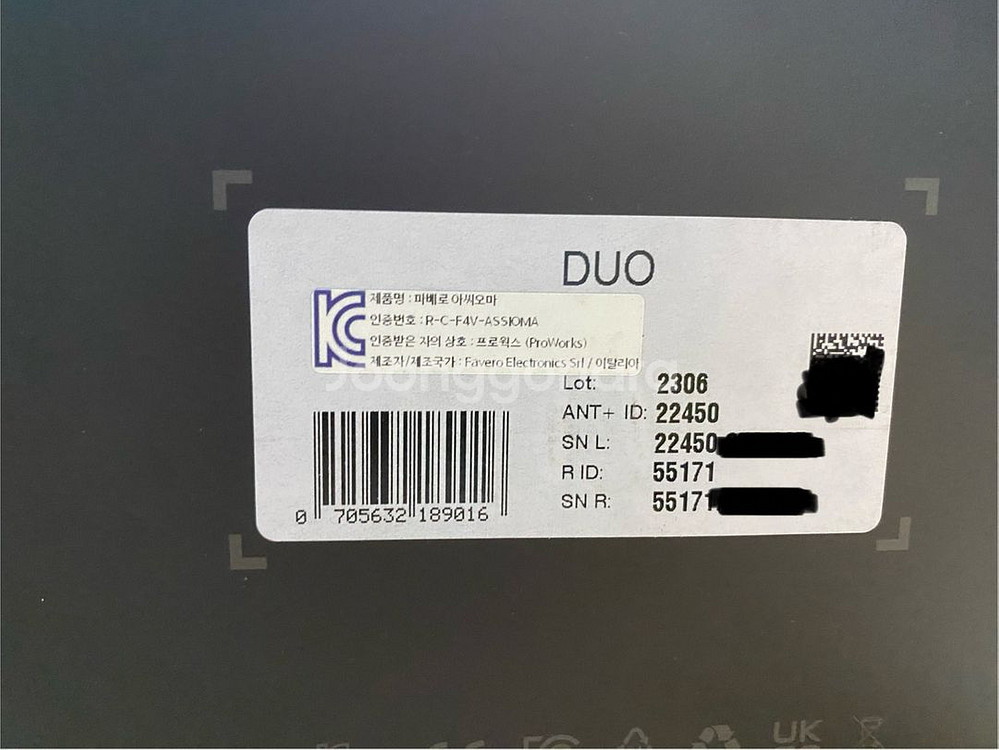 DUO
제품명 : 파베로 아씨오마
인증번호 : R-C-F4V-ASSIOMA
인증받은 자의 상호 : 프로웍스 (ProWorks)
제조자/제조국가 : Favero Electronics Srl / 이탈리아
Joonggonara
Lot: 2306
ANT+ ID: 22450
SN L: 22450
R ID: 55171
SN R: 55171
0 705632 189016
UK